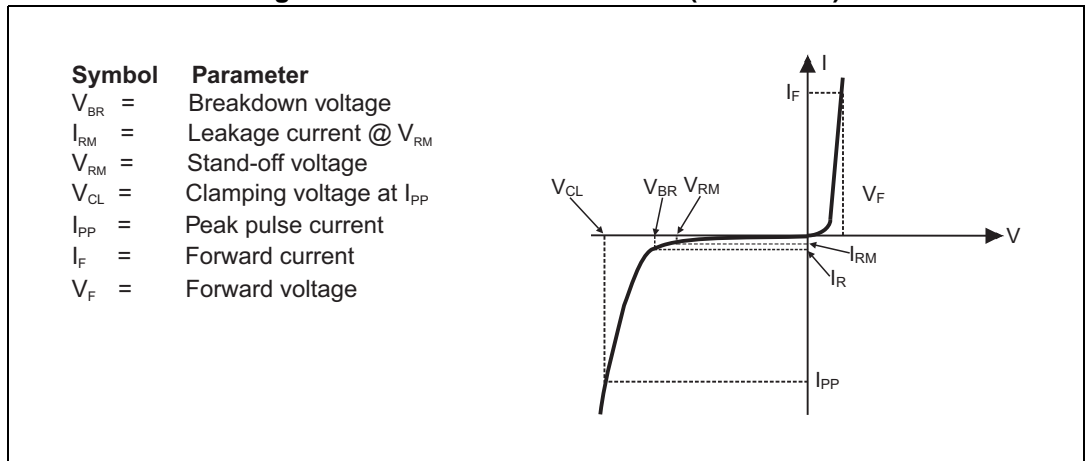 Symbol Parameter
V_BR = Breakdown voltage
I_RM = Leakage current @ V_RM
V_RM = Stand-off voltage
V_CL = Clamping voltage at I_PP
I_PP = Peak pulse current
I_F = Forward current
V_F = Forward voltage
I
I_F
V_CL V_BR V_RM
V_F
V
I_RM
I_R
I_PP